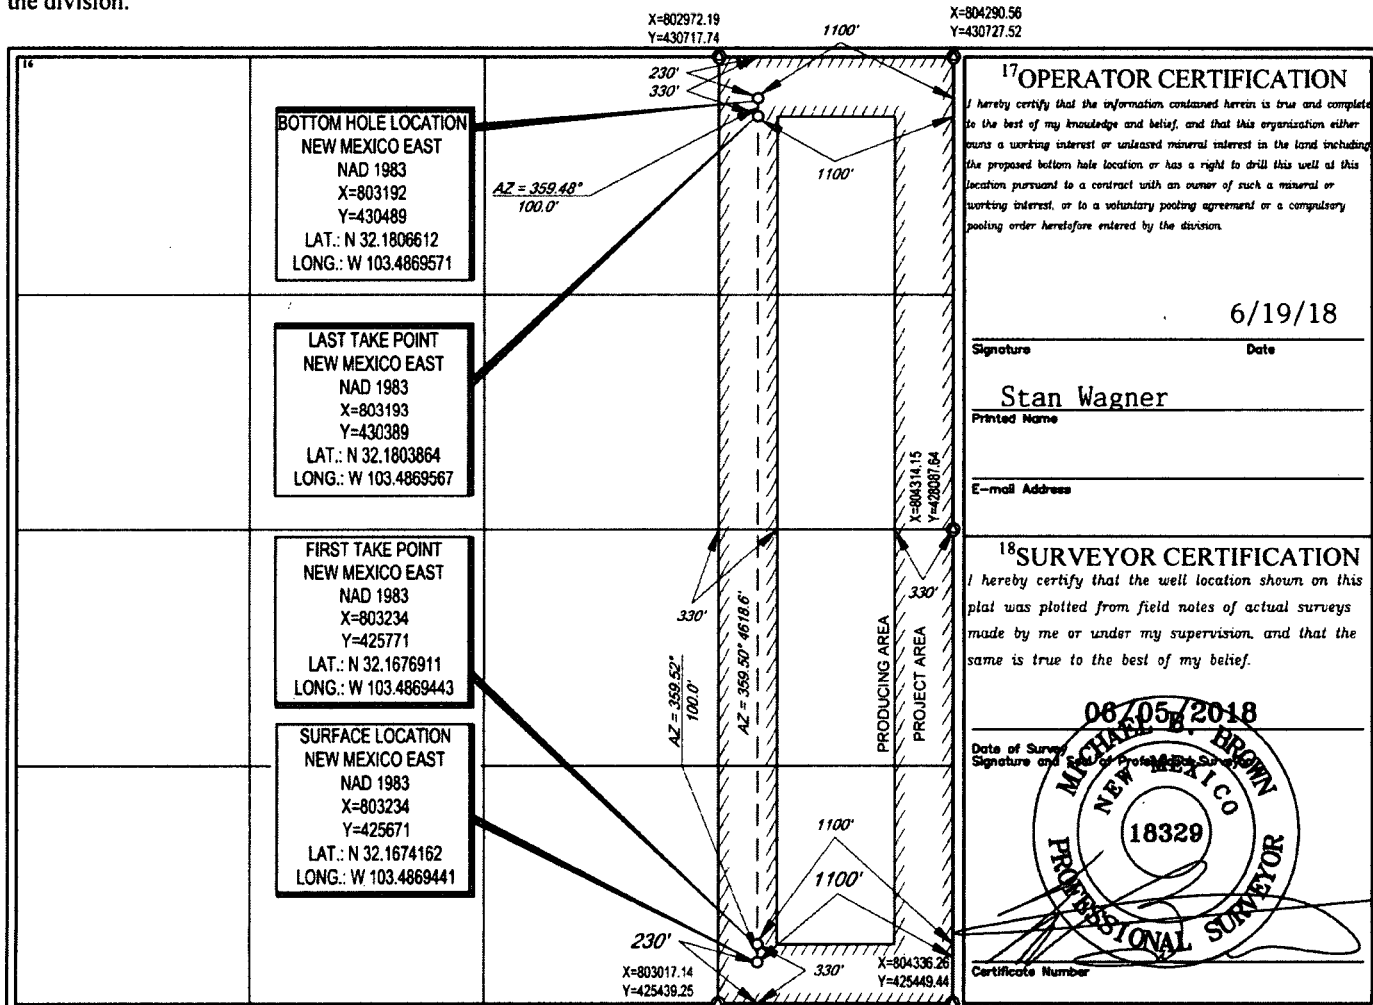 the division.
X=802972.19
Y=430717.74
1100'
X=804290.56
Y=430727.52
16
230'
330'
1100'
AZ = 359.48°
100.0'
BOTTOM HOLE LOCATION
NEW MEXICO EAST
NAD 1983
X=803192
Y=430489
LAT.: N 32.1806612
LONG.: W 103.4869571
LAST TAKE POINT
NEW MEXICO EAST
NAD 1983
X=803193
Y=430389
LAT.: N 32.1803864
LONG.: W 103.4869567
FIRST TAKE POINT
NEW MEXICO EAST
NAD 1983
X=803234
Y=425771
LAT.: N 32.1676911
LONG.: W 103.4869443
SURFACE LOCATION
NEW MEXICO EAST
NAD 1983
X=803234
Y=425671
LAT.: N 32.1674162
LONG.: W 103.4869441
X=804314.15
Y=428087.64
330'
330'
AZ = 359.52°
100.0'
AZ = 359.50° 4618.6'
PRODUCING AREA
PROJECT AREA
1100'
1100'
230'
330'
X=803017.14
Y=425439.25
X=804336.26
Y=425449.44
17 OPERATOR CERTIFICATION
I hereby certify that the information contained herein is true and complete
to the best of my knowledge and belief, and that this organization either
owns a working interest or unleased mineral interest in the land including
the proposed bottom hole location or has a right to drill this well at this
location pursuant to a contract with an owner of such a mineral or
working interest, or to a voluntary pooling agreement or a compulsory
pooling order heretofore entered by the division.
6/19/18
Signature Date
Stan Wagner
Printed Name
E-mail Address
18 SURVEYOR CERTIFICATION
I hereby certify that the well location shown on this
plat was plotted from field notes of actual surveys
made by me or under my supervision, and that the
same is true to the best of my belief.
06/05/2018
Date of Survey
Signature and Seal of Professional Surveyor
MICHAEL B. BROWN
NEW MEXICO
18329
PROFESSIONAL SURVEYOR
Certificate Number